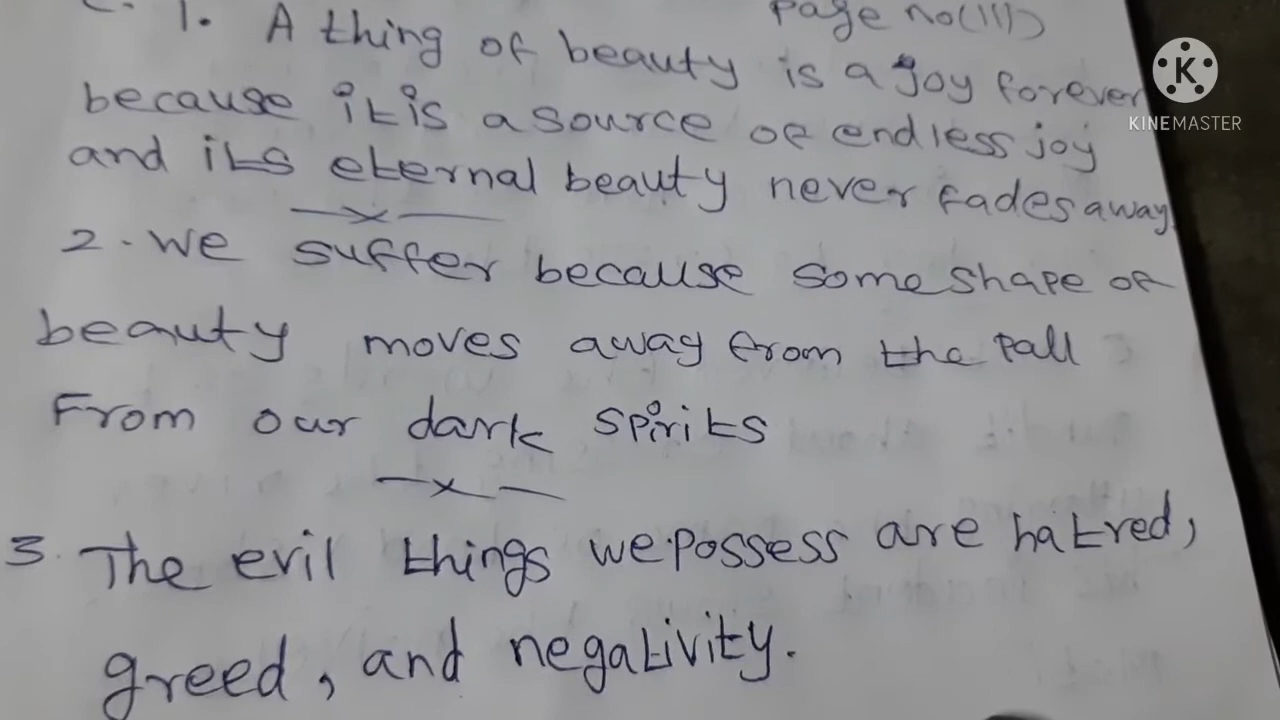 Page no(111)
1. A thing of beauty is a joy forever
because it is a source of endless joy
and its eternal beauty never fades away.
2. we suffer because some shape of
beauty moves away from the Pall
From our dark spirits
3. The evil things we possess are hatred,
greed, and negativity.
K
KINEMASTER